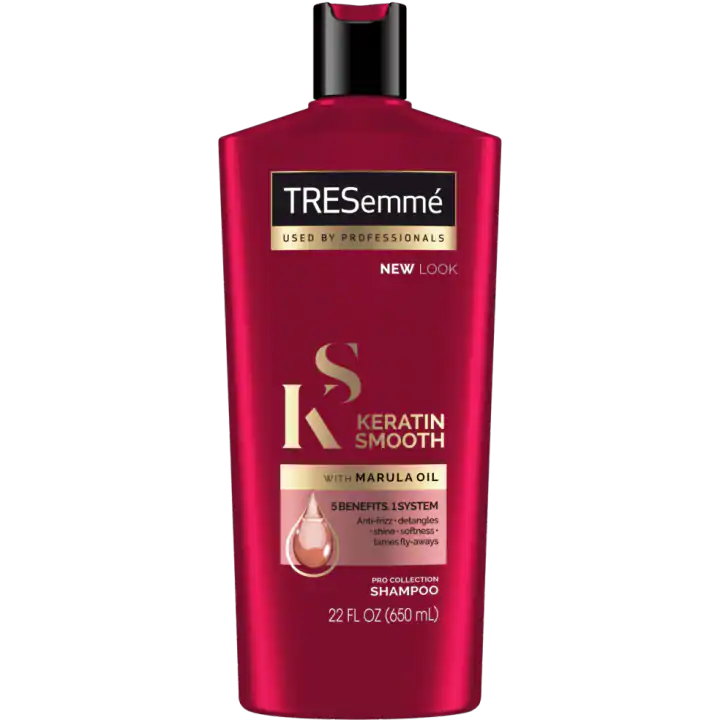 TRESemmé
USED BY PROFESSIONALS
NEW LOOK
KS
KERATIN
SMOOTH
WITH MARULA OIL
5 BENEFITS, 1 SYSTEM
Anti-frizz • detangles
• shine • softness •
tames fly-aways
PRO COLLECTION
SHAMPOO
22 FL OZ (650 mL)